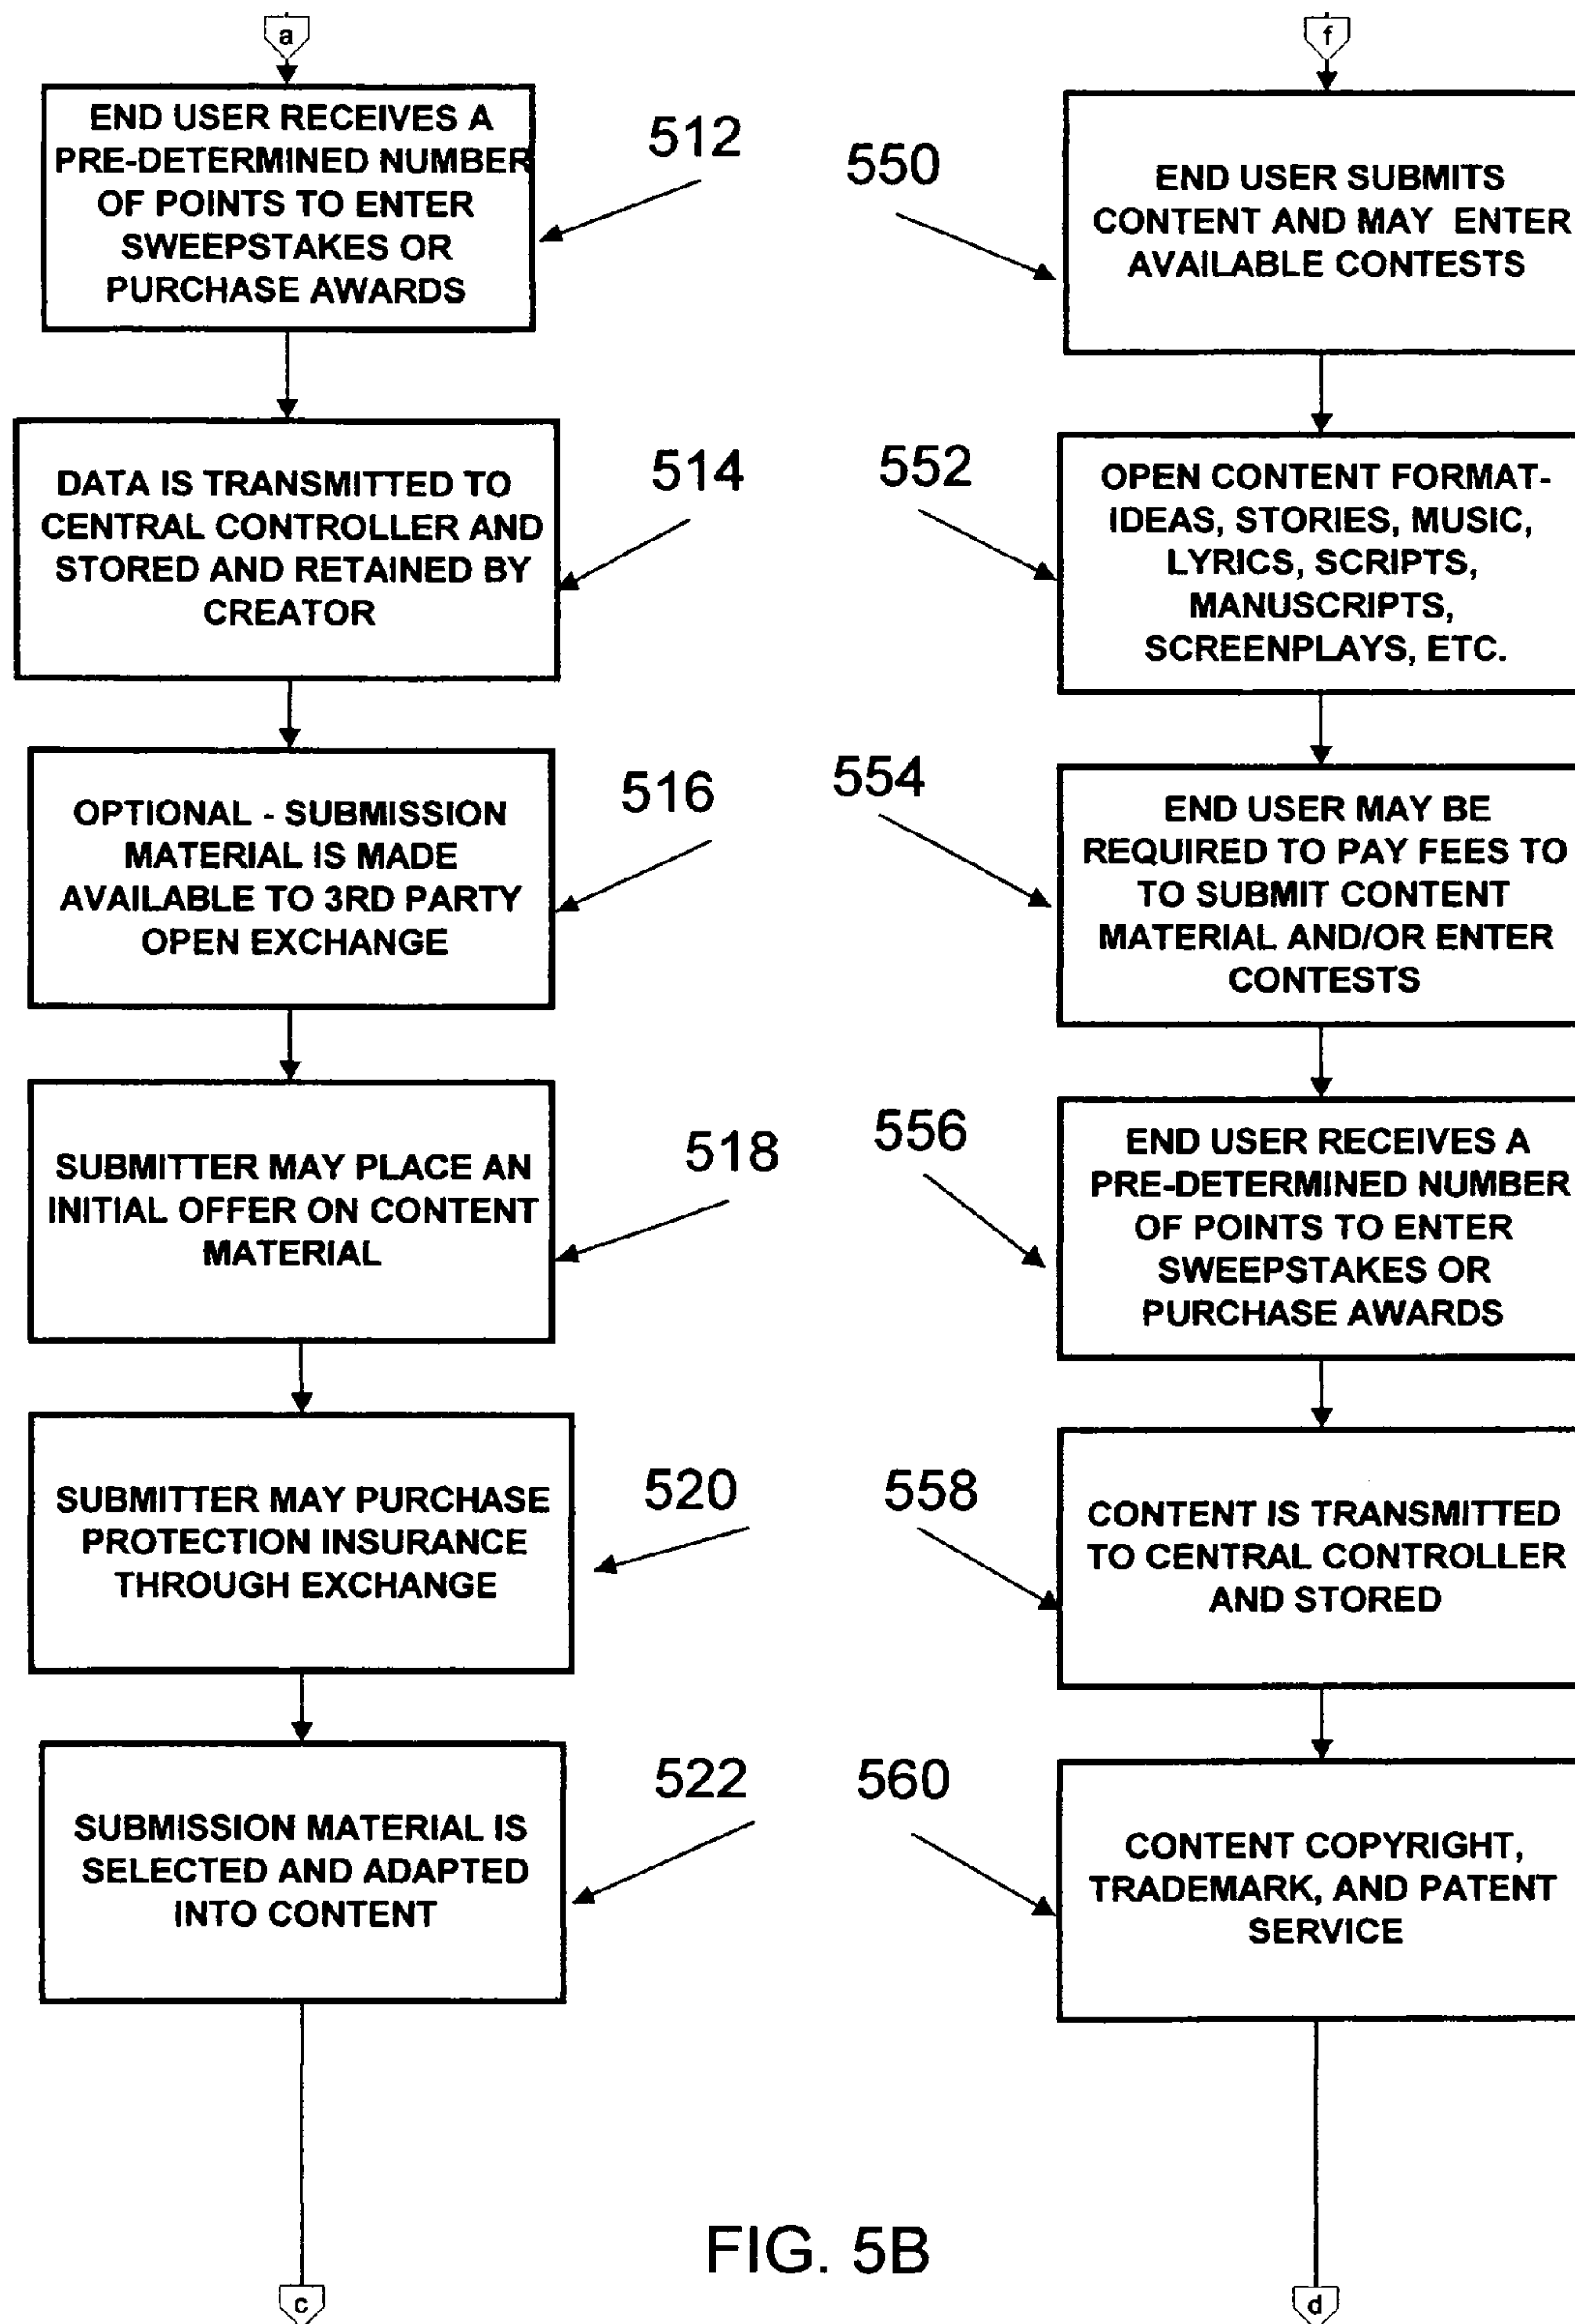 a
END USER RECEIVES A
PRE-DETERMINED NUMBER
OF POINTS TO ENTER
SWEEPSTAKES OR
PURCHASE AWARDS
512
DATA IS TRANSMITTED TO
CENTRAL CONTROLLER AND
STORED AND RETAINED BY
CREATOR
514
OPTIONAL - SUBMISSION
MATERIAL IS MADE
AVAILABLE TO 3RD PARTY
OPEN EXCHANGE
516
SUBMITTER MAY PLACE AN
INITIAL OFFER ON CONTENT
MATERIAL
518
SUBMITTER MAY PURCHASE
PROTECTION INSURANCE
THROUGH EXCHANGE
520
SUBMISSION MATERIAL IS
SELECTED AND ADAPTED
INTO CONTENT
522
c
f
550
END USER SUBMITS
CONTENT AND MAY ENTER
AVAILABLE CONTESTS
552
OPEN CONTENT FORMAT-
IDEAS, STORIES, MUSIC,
LYRICS, SCRIPTS,
MANUSCRIPTS,
SCREENPLAYS, ETC.
554
END USER MAY BE
REQUIRED TO PAY FEES TO
TO SUBMIT CONTENT
MATERIAL AND/OR ENTER
CONTESTS
556
END USER RECEIVES A
PRE-DETERMINED NUMBER
OF POINTS TO ENTER
SWEEPSTAKES OR
PURCHASE AWARDS
558
CONTENT IS TRANSMITTED
TO CENTRAL CONTROLLER
AND STORED
560
CONTENT COPYRIGHT,
TRADEMARK, AND PATENT
SERVICE
d
FIG. 5B